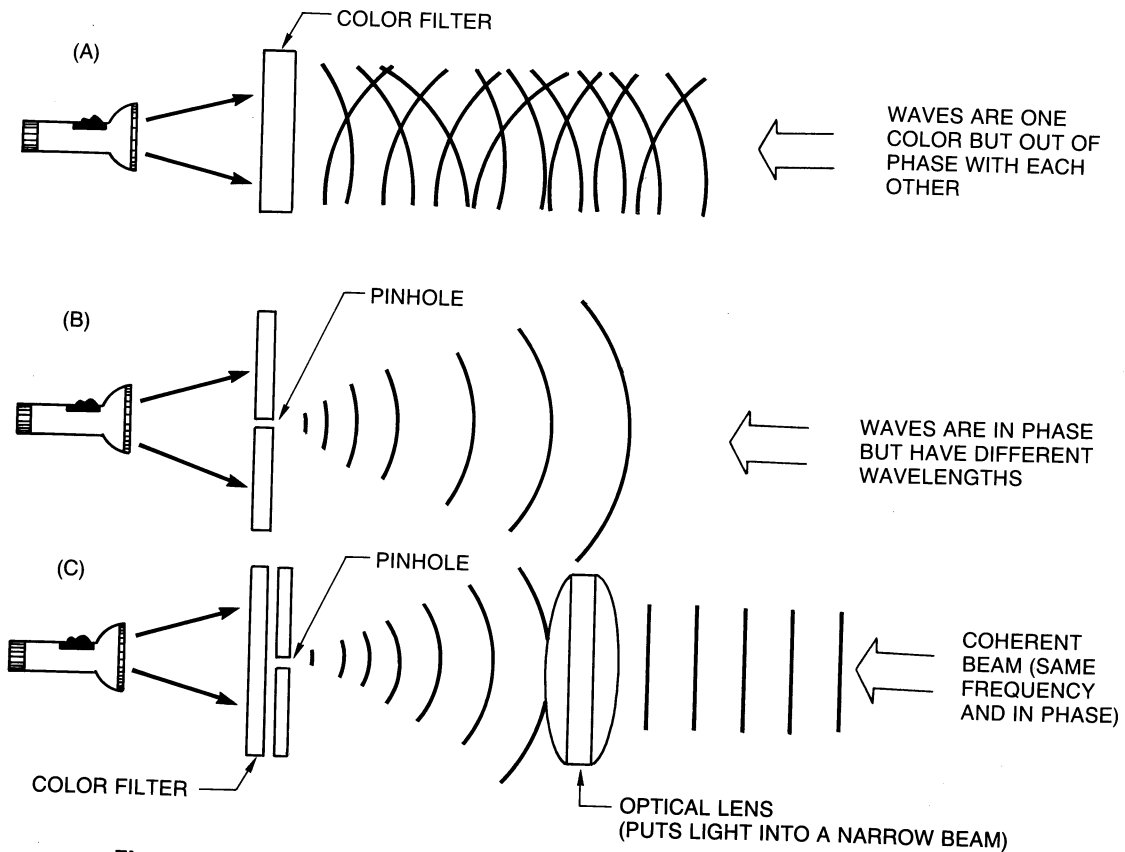 (A)
COLOR FILTER
WAVES ARE ONE
COLOR BUT OUT OF
PHASE WITH EACH
OTHER
(B)
PINHOLE
WAVES ARE IN PHASE
BUT HAVE DIFFERENT
WAVELENGTHS
(C)
PINHOLE
COHERENT
BEAM (SAME
FREQUENCY
AND IN PHASE)
COLOR FILTER
OPTICAL LENS
(PUTS LIGHT INTO A NARROW BEAM)